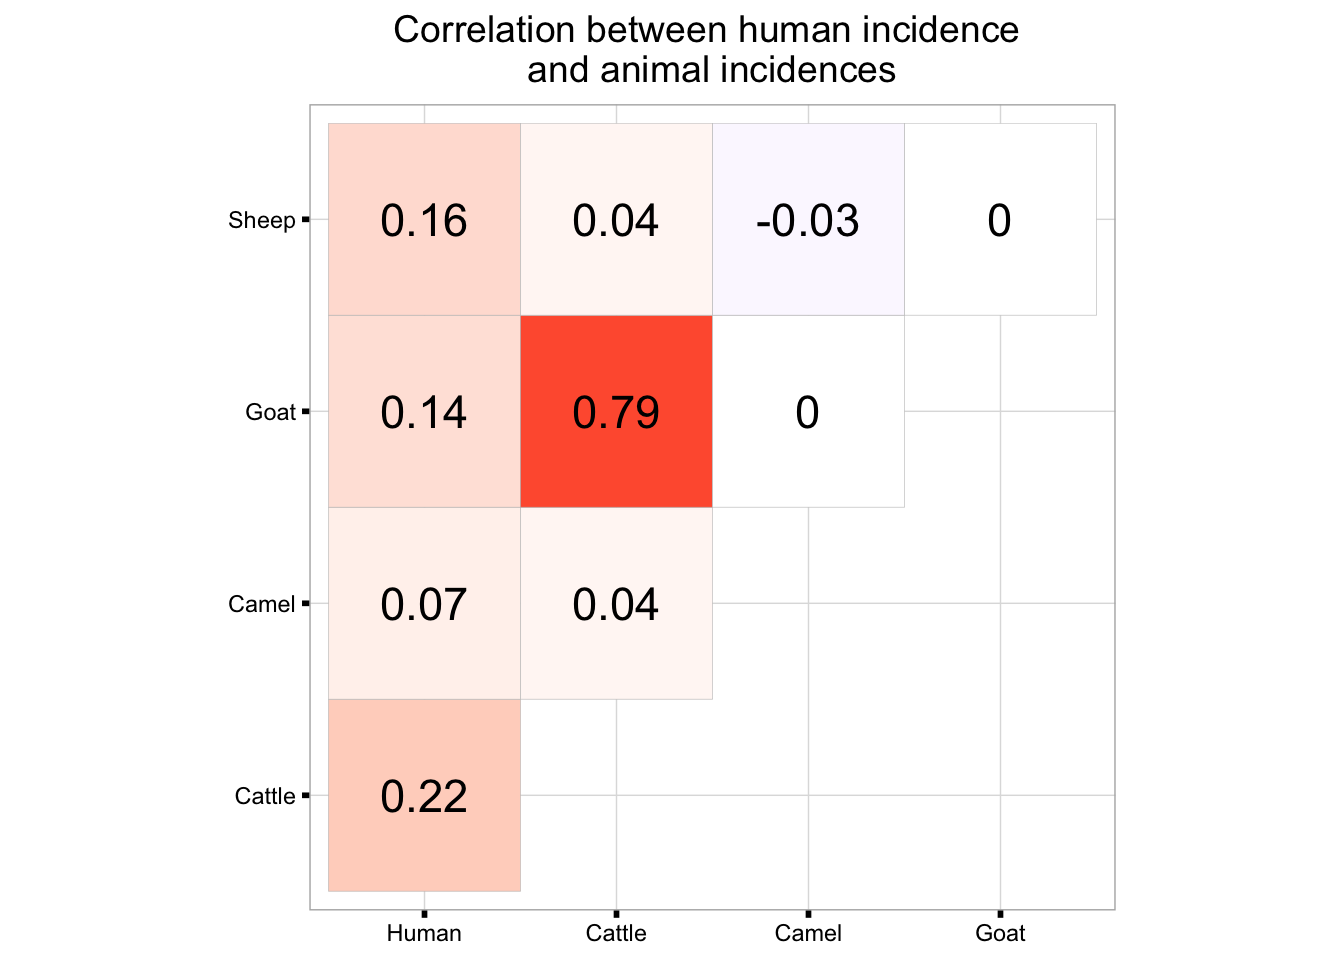 Correlation between human incidence
and animal incidences
Sheep 0.16 0.04 -0.03 0
Goat 0.14 0.79 0
Camel 0.07 0.04
Cattle 0.22
Human Cattle Camel Goat